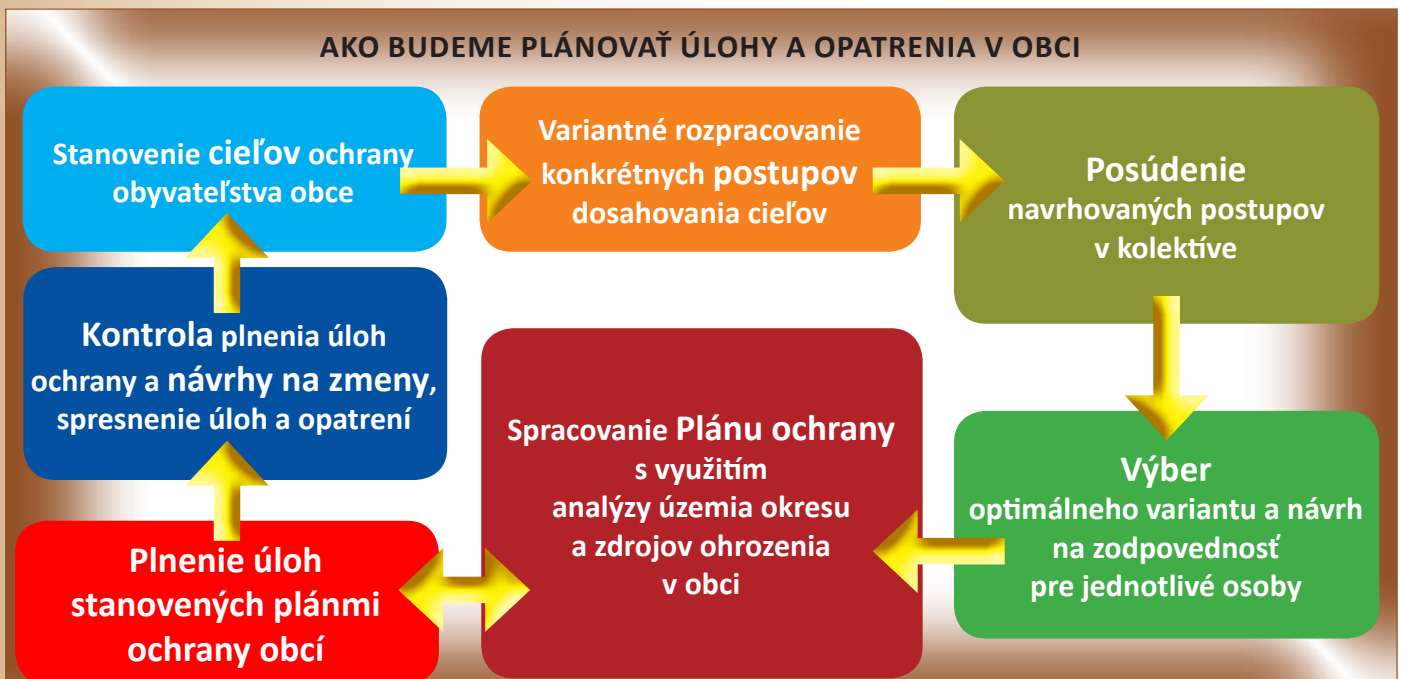 AKO BUDEME PLÁNOVAŤ ÚLOHY A OPATRENIA V OBCI
Stanovenie cieľov ochrany
obyvateľstva obce
Variantné rozpracovanie
konkrétnych postupov
dosahovania cieľov
Posúdenie
navrhovaných postupov
v kolektíve
Výber
optimálneho variantu a návrh
na zodpovednosť
pre jednotlivé osoby
Spracovanie Plánu ochrany
s využitím
analýzy územia okresu
a zdrojov ohrozenia
v obci
Plnenie úloh
stanovených plánmi
ochrany obcí
Kontrola plnenia úloh
ochrany a návrhy na zmeny,
spresnenie úloh a opatrení